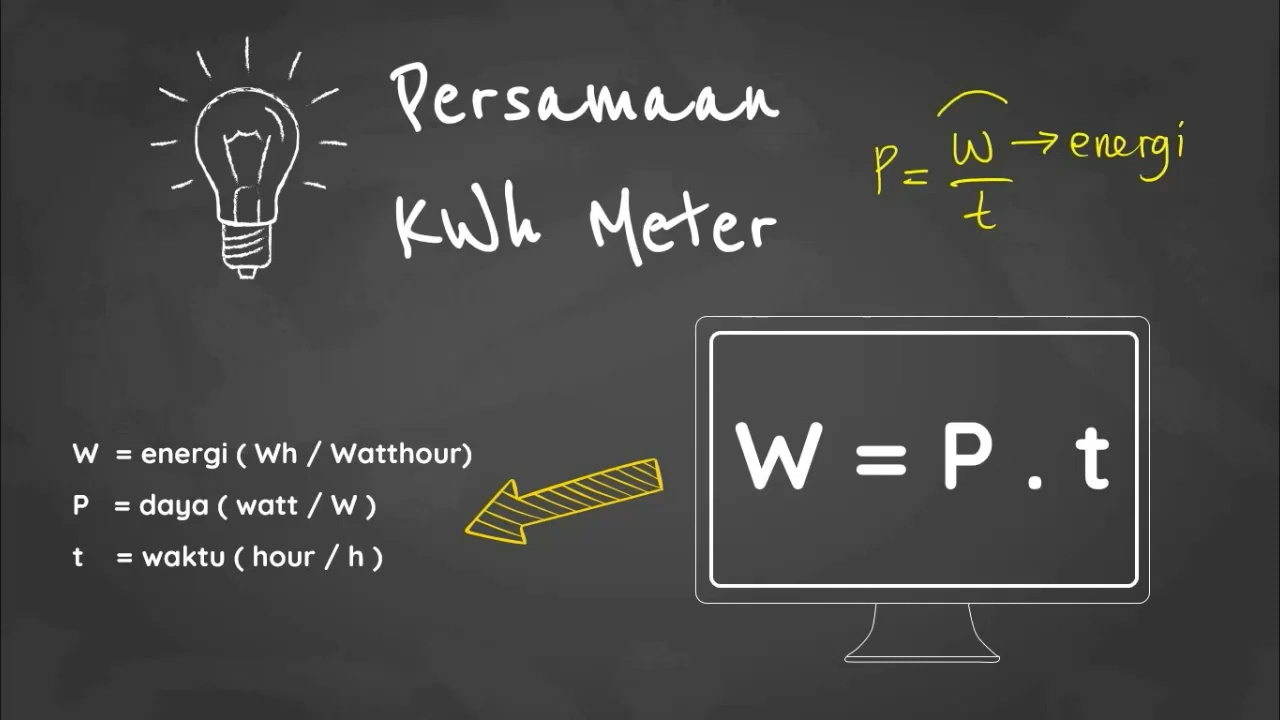 Persamaan
KWh Meter
P = W/t → energi
W = P . t
W = energi ( Wh / Watthour)
P = daya ( watt / W )
t = waktu ( hour / h )